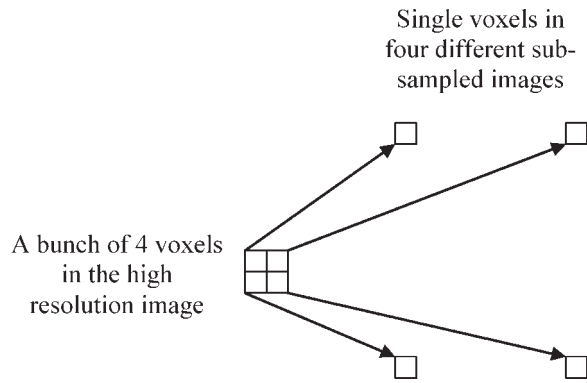 Single voxels in
four different sub-
sampled images
A bunch of 4 voxels
in the high
resolution image